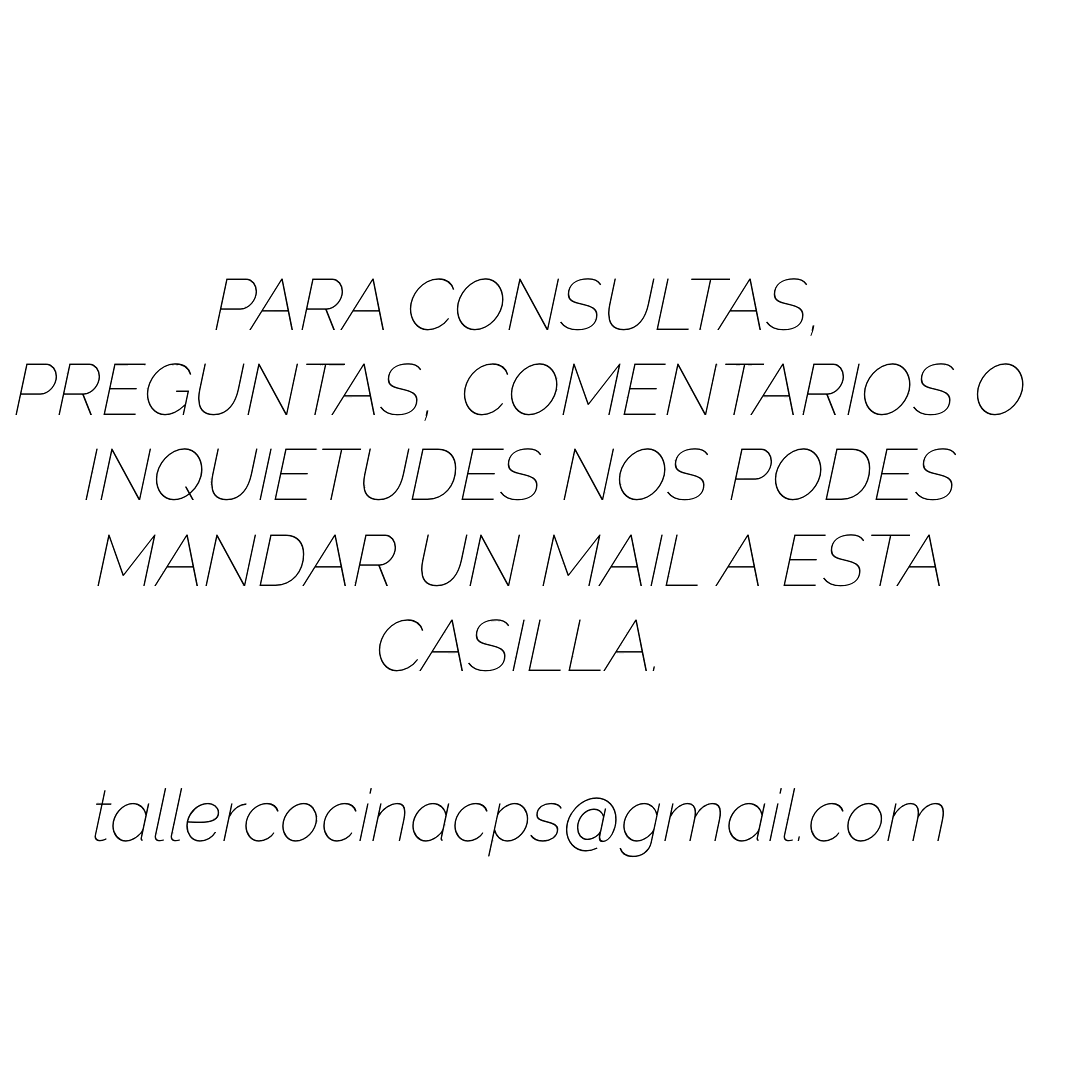 PARA CONSULTAS,
PREGUNTAS, COMENTARIOS O
INQUIETUDES NOS PODES
MANDAR UN MAIL A ESTA
CASILLA.
tallercocinacps@gmail.com